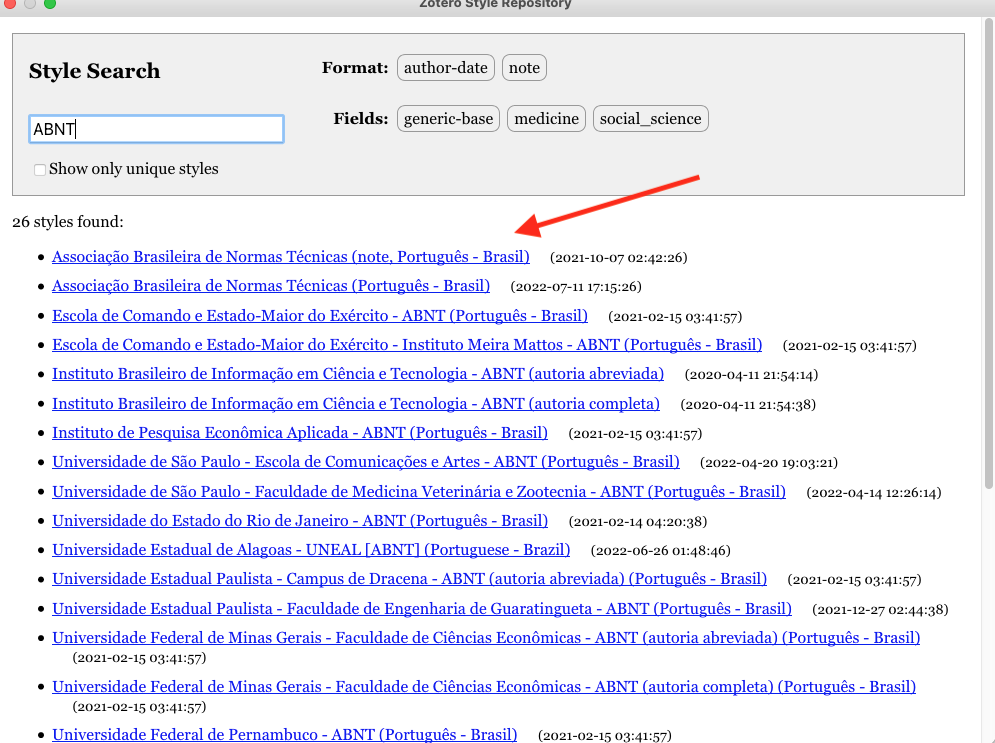 Zotero Style Repository
Style Search
Format: author-date note
ABNT
Fields: generic-base medicine social_science
Show only unique styles
26 styles found:
Associação Brasileira de Normas Técnicas (note, Português - Brasil) (2021-10-07 02:42:26)
Associação Brasileira de Normas Técnicas (Português - Brasil) (2022-07-11 17:15:26)
Escola de Comando e Estado-Maior do Exército - ABNT (Português - Brasil) (2021-02-15 03:41:57)
Escola de Comando e Estado-Maior do Exército - Instituto Meira Mattos - ABNT (Português - Brasil) (2021-02-15 03:41:57)
Instituto Brasileiro de Informação em Ciência e Tecnologia - ABNT (autoria abreviada) (2020-04-11 21:54:14)
Instituto Brasileiro de Informação em Ciência e Tecnologia - ABNT (autoria completa) (2020-04-11 21:54:38)
Instituto de Pesquisa Econômica Aplicada - ABNT (Português - Brasil) (2021-02-15 03:41:57)
Universidade de São Paulo - Escola de Comunicações e Artes - ABNT (Português - Brasil) (2022-04-20 19:03:21)
Universidade de São Paulo - Faculdade de Medicina Veterinária e Zootecnia - ABNT (Português - Brasil) (2022-04-14 12:26:14)
Universidade do Estado do Rio de Janeiro - ABNT (Português - Brasil) (2021-02-14 04:20:38)
Universidade Estadual de Alagoas - UNEAL [ABNT] (Portuguese - Brazil) (2022-06-26 01:48:46)
Universidade Estadual Paulista - Campus de Dracena - ABNT (autoria abreviada) (Português - Brasil) (2021-02-15 03:41:57)
Universidade Estadual Paulista - Faculdade de Engenharia de Guaratingueta - ABNT (Português - Brasil) (2021-12-27 02:44:38)
Universidade Federal de Minas Gerais - Faculdade de Ciências Econômicas - ABNT (autoria abreviada) (Português - Brasil)
(2021-02-15 03:41:57)
Universidade Federal de Minas Gerais - Faculdade de Ciências Econômicas - ABNT (autoria completa) (Português - Brasil)
(2021-02-15 03:41:57)
Universidade Federal de Pernambuco - ABNT (Português - Brasil) (2021-02-15 03:41:57)